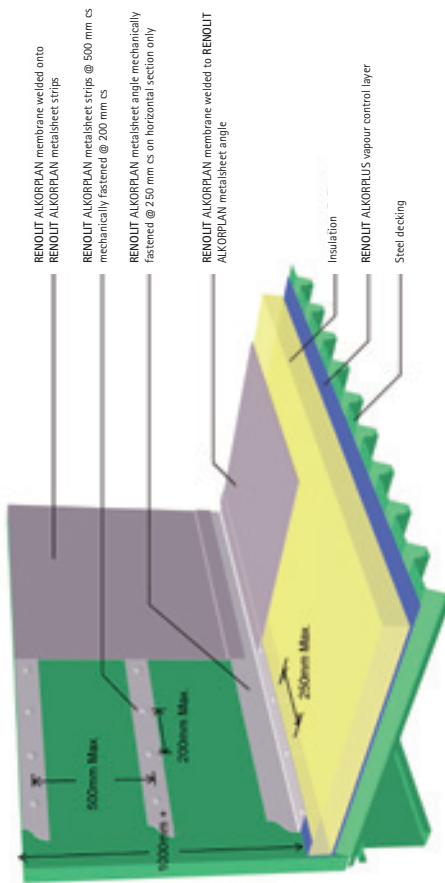 RENOLIT ALKORPLAN membrane welded onto
RENOLIT ALKORPLAN metalsheet strips
RENOLIT ALKORPLAN metalsheet strips @ 500 mm cs
mechanically fastened @ 200 mm cs
RENOLIT ALKORPLAN metalsheet angle mechanically
fastened @ 250 mm cs on horizontal section only
RENOLIT ALKORPLAN membrane welded to RENOLIT
ALKORPLAN metalsheet angle
Insulation
RENOLIT ALKORPLUS vapour control layer
Steel decking
500mm Max.
200mm Max.
1000mm +
250mm Max.